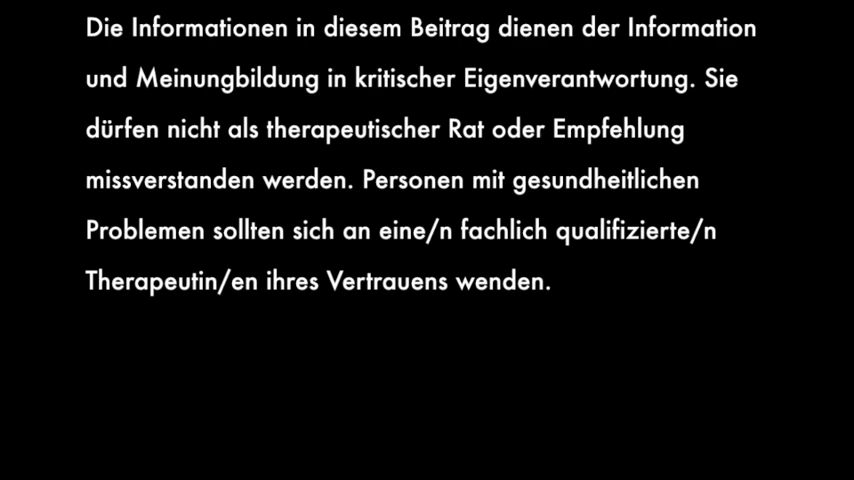 Die Informationen in diesem Beitrag dienen der Information
und Meinungbildung in kritischer Eigenverantwortung. Sie
dürfen nicht als therapeutischer Rat oder Empfehlung
missverstanden werden. Personen mit gesundheitlichen
Problemen sollten sich an eine/n fachlich qualifizierte/n
Therapeutin/en ihres Vertrauens wenden.